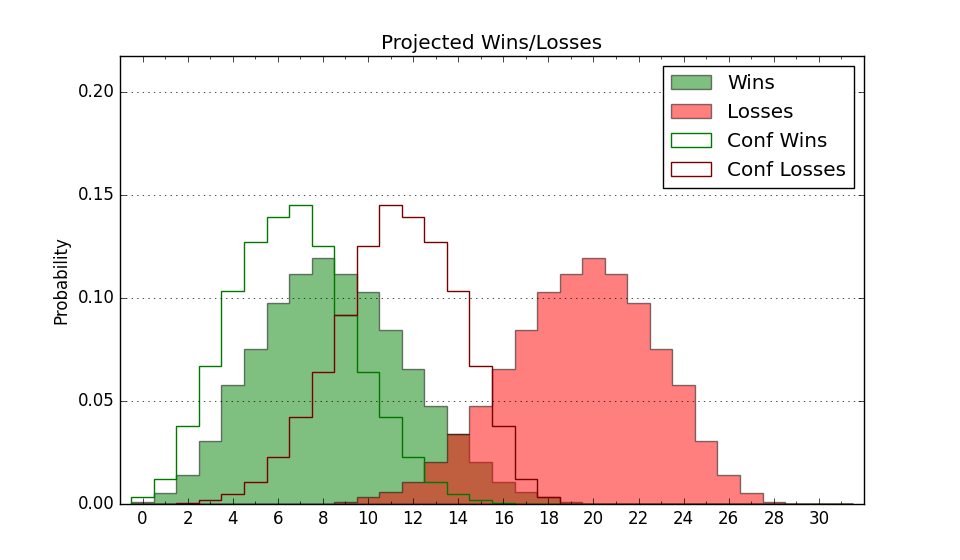 Projected Wins/Losses
Wins
Losses
Conf Wins
Conf Losses
Probability
0.20
0.15
0.10
0.05
0.00
0 2 4 6 8 10 12 14 16 18 20 22 24 26 28 30